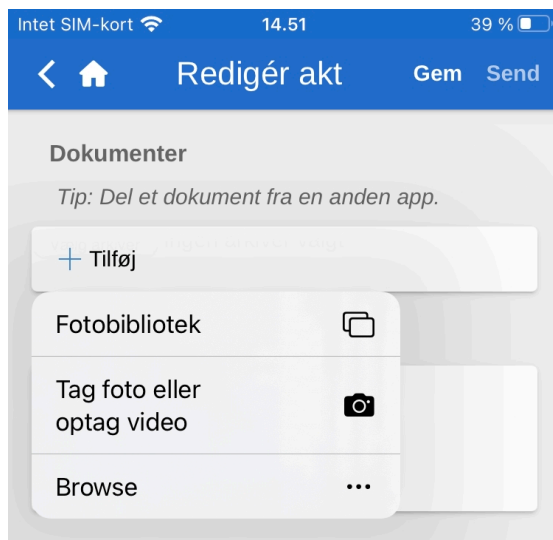 Intet SIM-kort 14.51 39 %
Redigér akt Gem Send
Dokumenter
Tip: Del et dokument fra en anden app.
Tilføj
Fotobibliotek
Tag foto eller
optag video
Browse